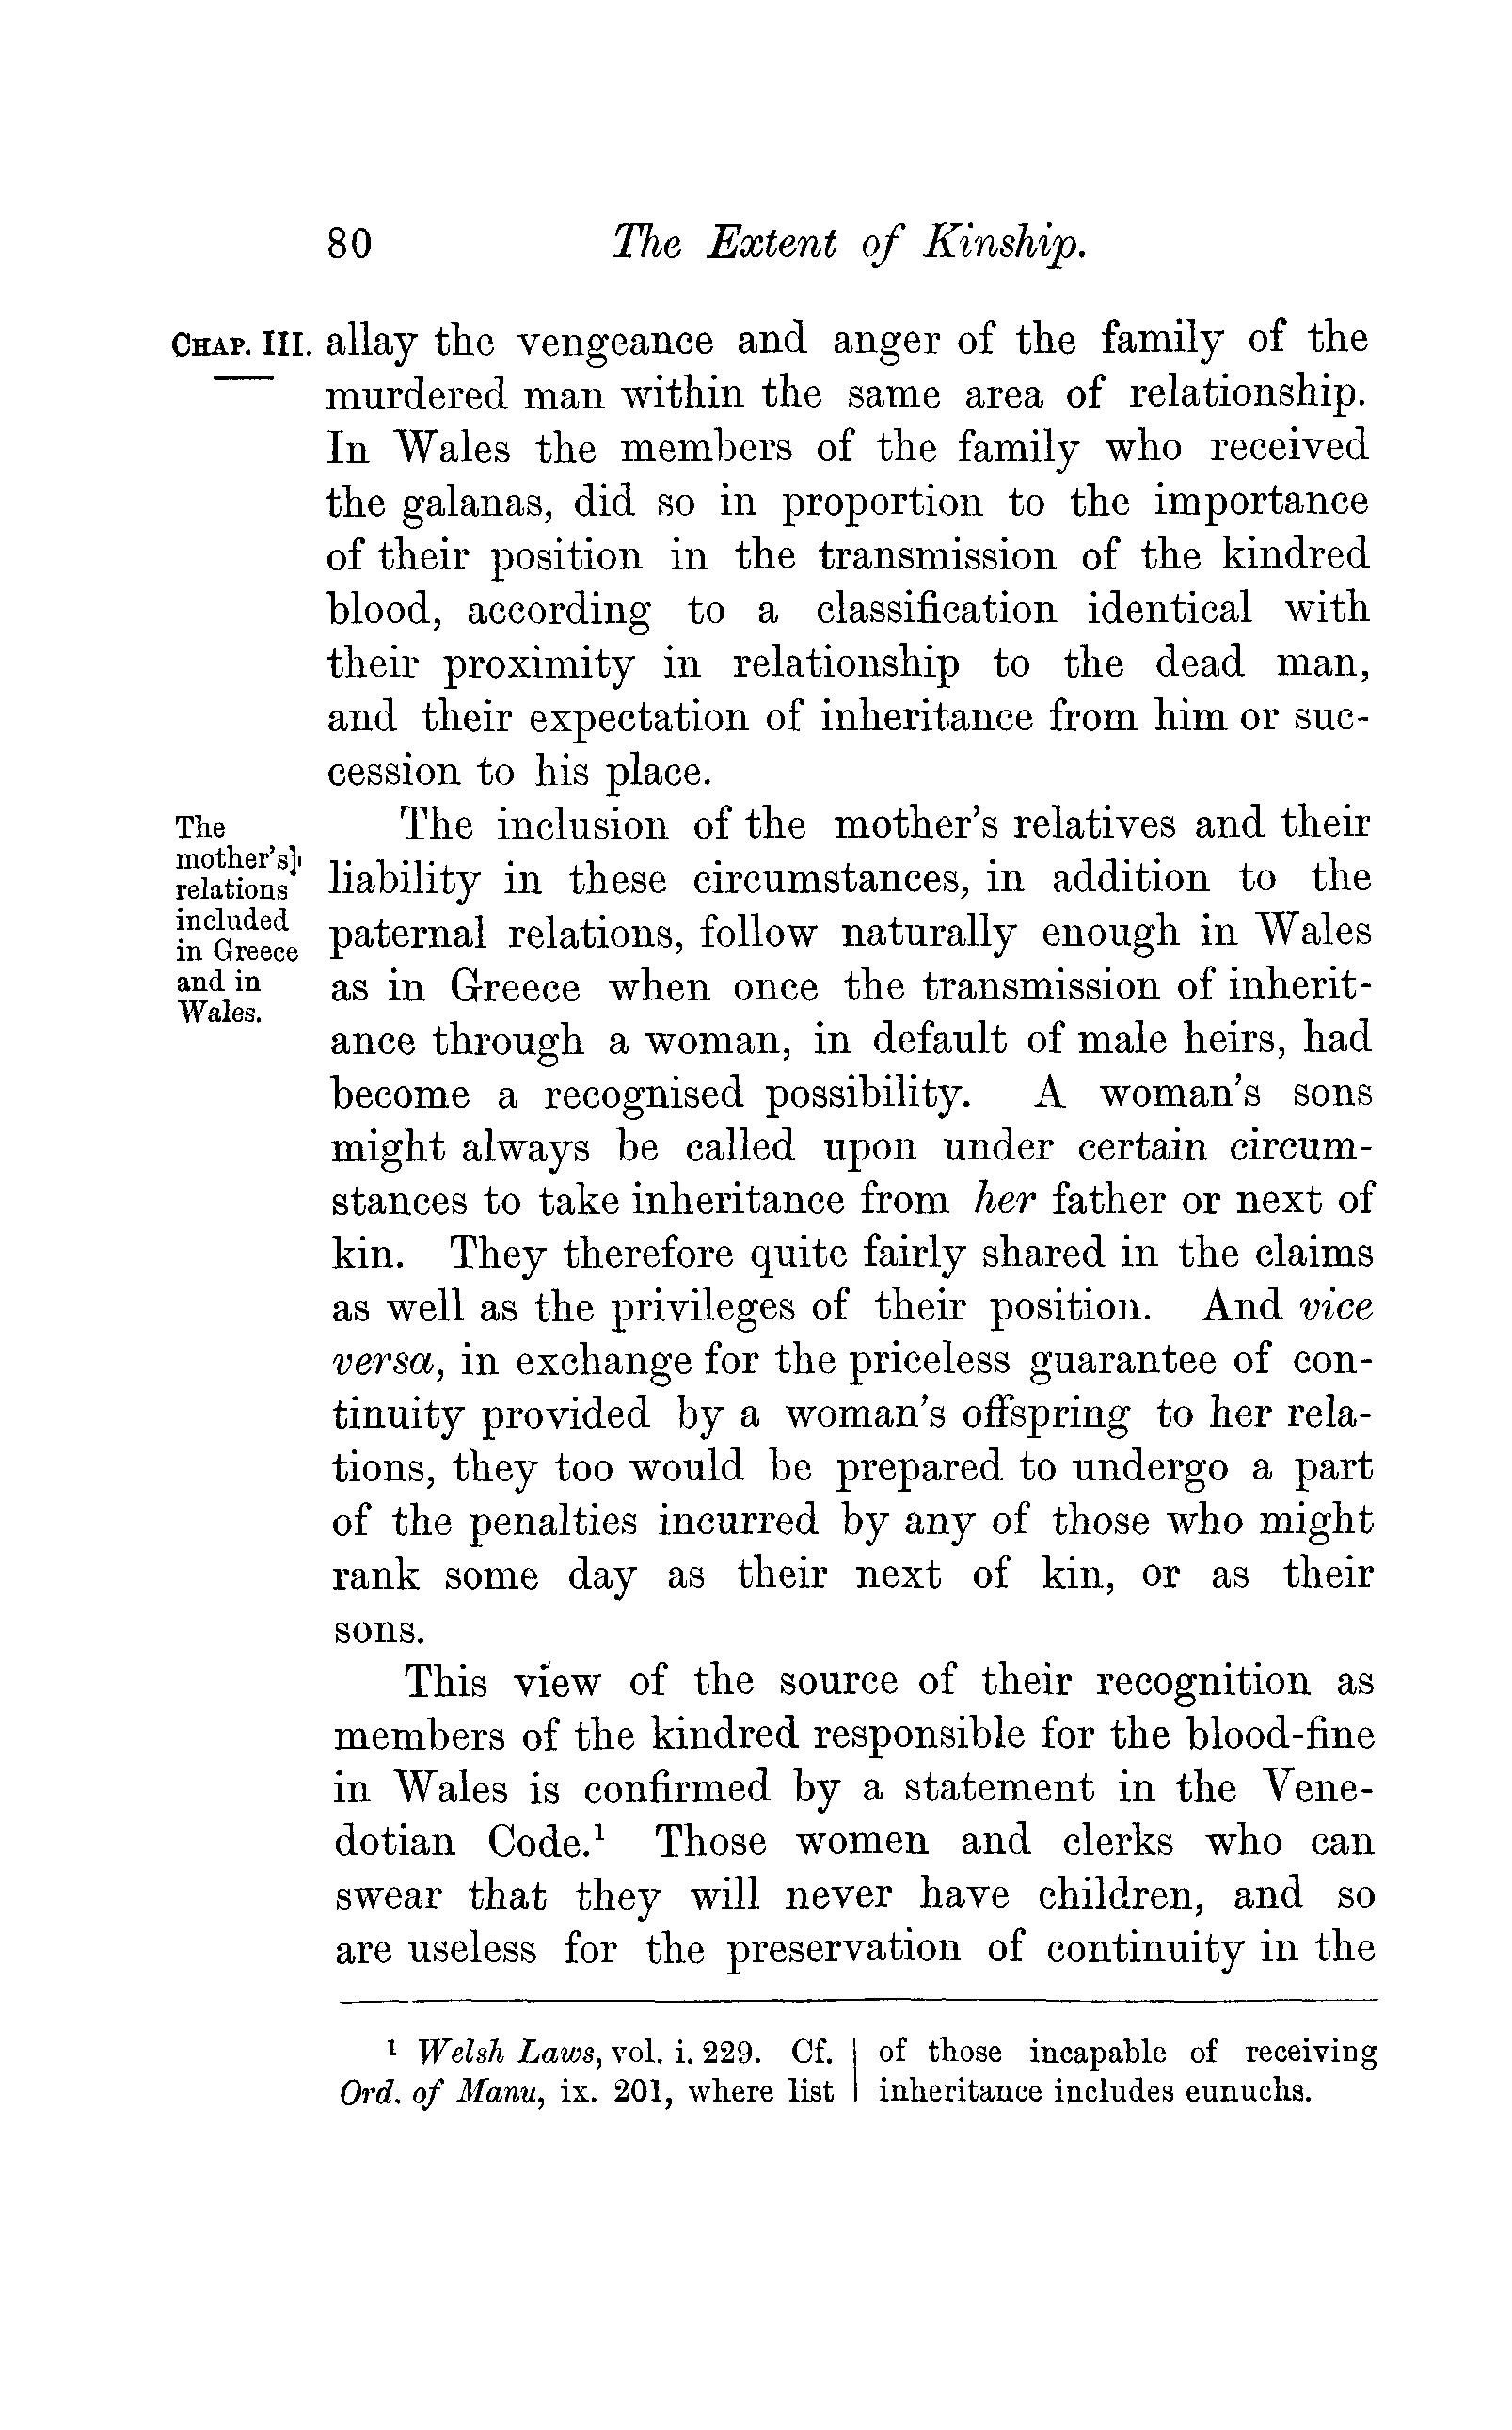 80 The Extent of Kinship.
CHAP. III.
allay the vengeance and anger of the family of the
murdered man within the same area of relationship.
In Wales the members of the family who received
the galanas, did so in proportion to the importance
of their position in the transmission of the kindred
blood, according to a classification identical with
their proximity in relationship to the dead man,
and their expectation of inheritance from him or suc-
cession to his place.
The
mother's
relations
included
in Greece
and in
Wales.
The inclusion of the mother's relatives and their
liability in these circumstances, in addition to the
paternal relations, follow naturally enough in Wales
as in Greece when once the transmission of inherit-
ance through a woman, in default of male heirs, had
become a recognised possibility. A woman's sons
might always be called upon under certain circum-
stances to take inheritance from her father or next of
kin. They therefore quite fairly shared in the claims
as well as the privileges of their position. And vice
versa, in exchange for the priceless guarantee of con-
tinuity provided by a woman's offspring to her rela-
tions, they too would be prepared to undergo a part
of the penalties incurred by any of those who might
rank some day as their next of kin, or as their
sons.
This view of the source of their recognition as
members of the kindred responsible for the blood-fine
in Wales is confirmed by a statement in the Vene-
dotian Code.¹ Those women and clerks who can
swear that they will never have children, and so
are useless for the preservation of continuity in the
¹ Welsh Laws, vol. i. 229. Cf.
Ord. of Manu, ix. 201, where list
of those incapable of receiving
inheritance includes eunuchs.